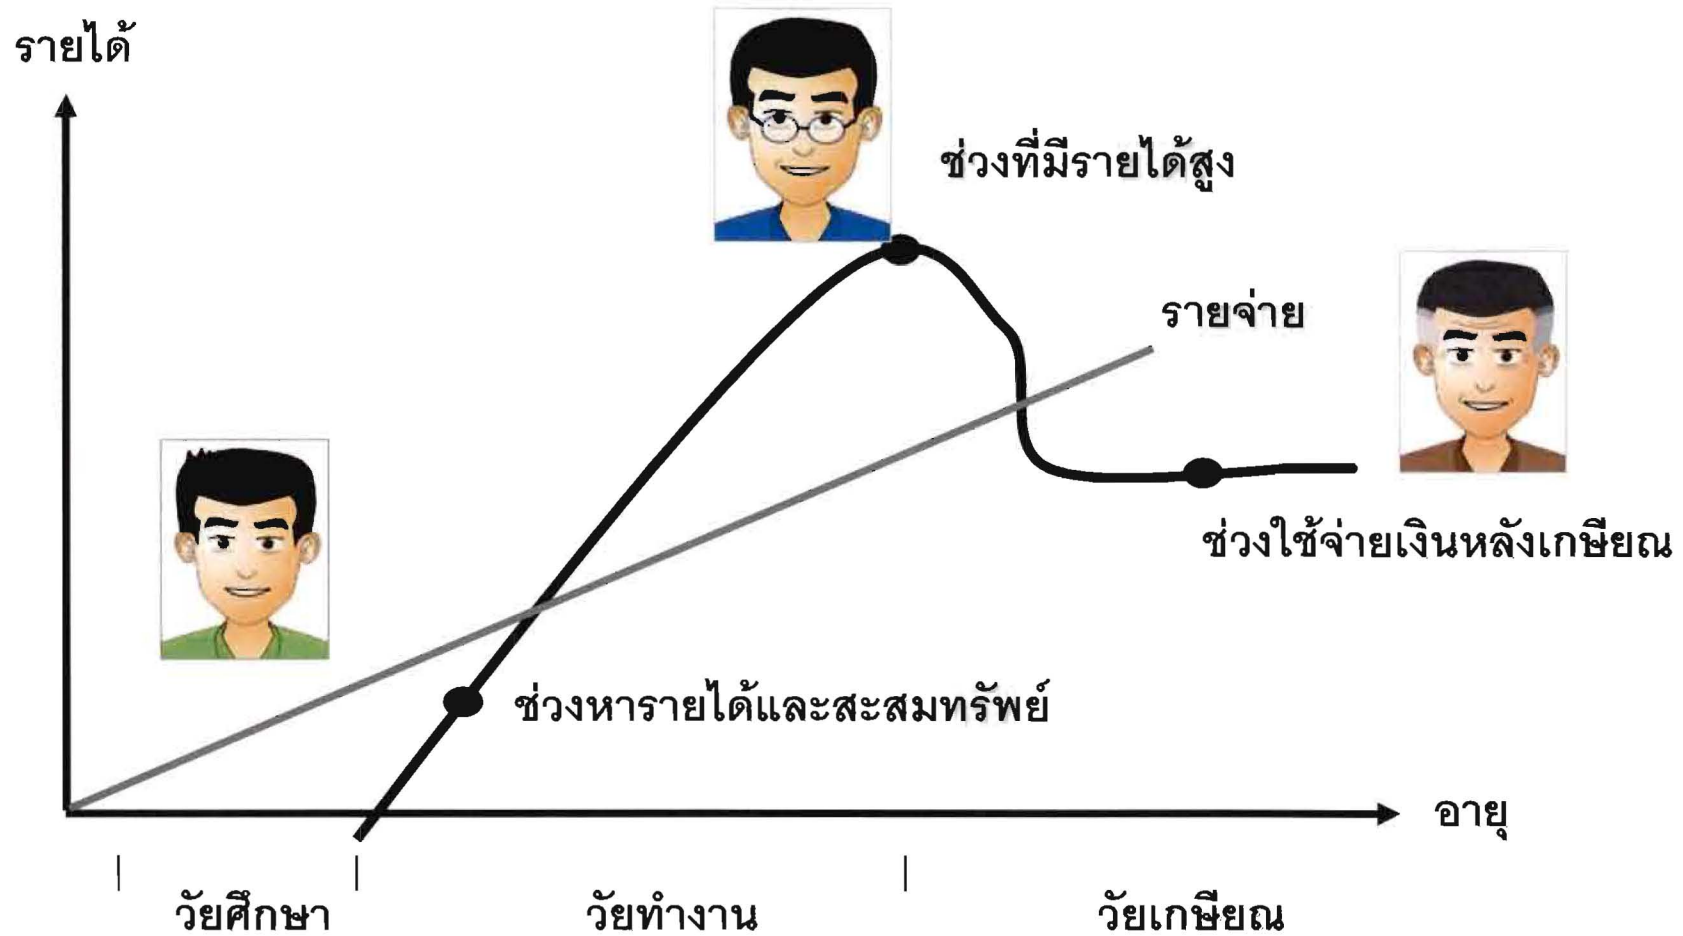 รายได้
ช่วงที่มีรายได้สูง
รายจ่าย
ช่วงใช้จ่ายเงินหลังเกษียณ
ช่วงหารายได้และสะสมทรัพย์
อายุ
วัยศึกษา
วัยทำงาน
วัยเกษียณ